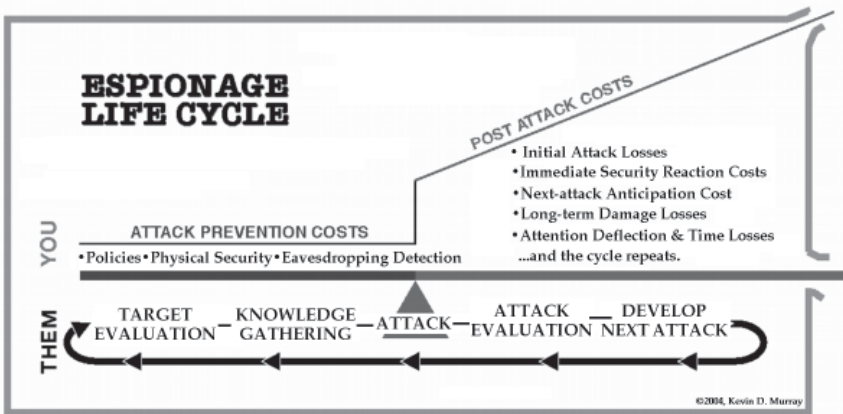 ESPIONAGE
LIFE CYCLE
POST ATTACK COSTS
• Initial Attack Losses
• Immediate Security Reaction Costs
• Next-attack Anticipation Cost
• Long-term Damage Losses
• Attention Deflection & Time Losses
...and the cycle repeats.
YOU
ATTACK PREVENTION COSTS
• Policies • Physical Security • Eavesdropping Detection
THEM
TARGET
EVALUATION
KNOWLEDGE
GATHERING
ATTACK
ATTACK
EVALUATION
DEVELOP
NEXT ATTACK
©2004, Kevin D. Murray